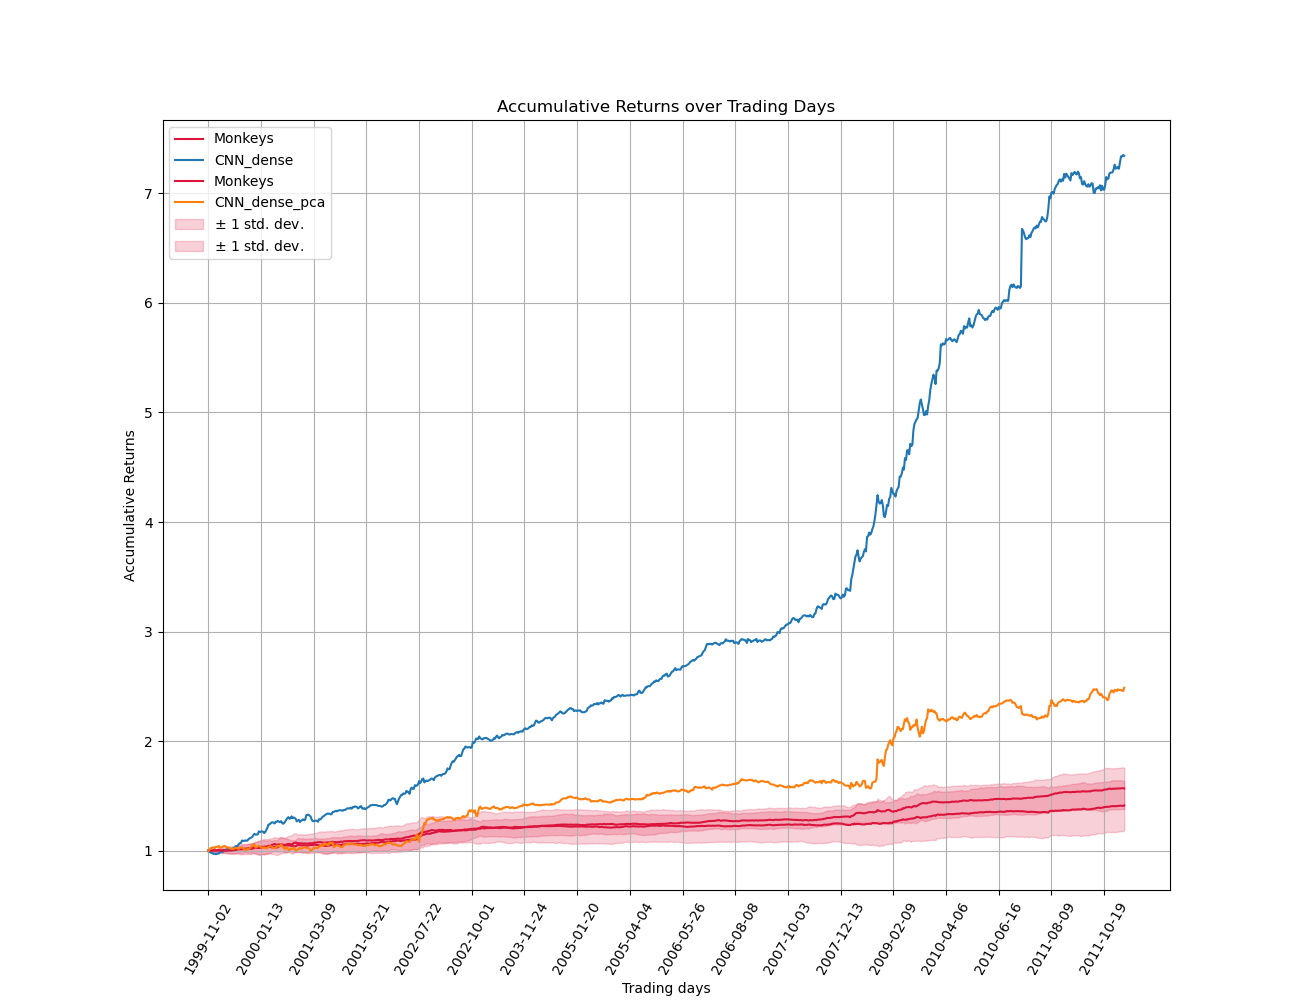 Accumulative Returns over Trading Days
Monkeys
CNN_dense
Monkeys
CNN_dense_pca
± 1 std. dev.
± 1 std. dev.
7
6
5
4
3
2
1
Accumulative Returns
1999-11-02
2000-01-13
2001-03-09
2001-05-21
2002-07-22
2002-10-01
2003-11-24
2005-01-20
2005-04-04
2006-05-26
2006-08-08
2007-10-03
2007-12-13
2009-02-09
2010-04-06
2010-06-16
2011-08-09
2011-10-19
Trading days